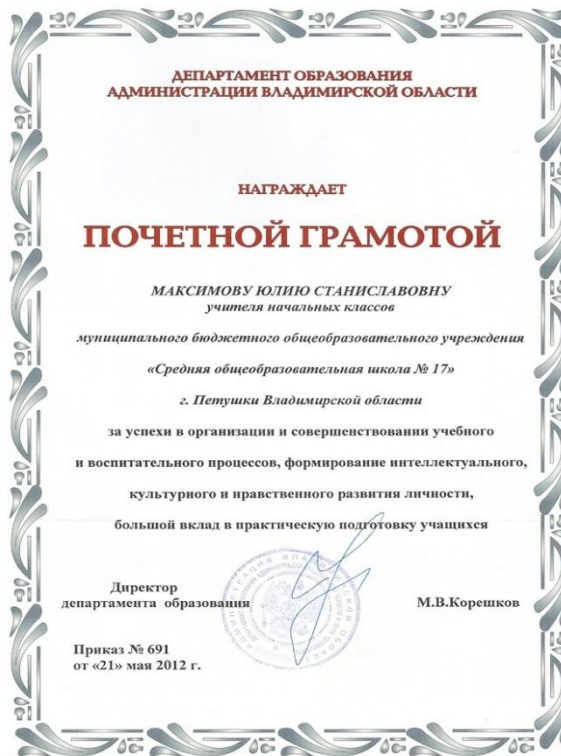 ДЕПАРТАМЕНТ ОБРАЗОВАНИЯ
АДМИНИСТРАЦИИ ВЛАДИМИРСКОЙ ОБЛАСТИ
НАГРАЖДАЕТ
ПОЧЕТНОЙ ГРАМОТОЙ
МАКСИМОВУ ЮЛИЮ СТАНИСЛАВОВНУ
учителя начальных классов
муниципального бюджетного общеобразовательного учреждения
«Средняя общеобразовательная школа № 17»
г. Петушки Владимирской области
за успехи в организации и совершенствовании учебного
и воспитательного процессов, формирование интеллектуального,
культурного и нравственного развития личности,
большой вклад в практическую подготовку учащихся
Директор
департамента образования
М.В.Корешков
Приказ № 691
от «21» мая 2012 г.